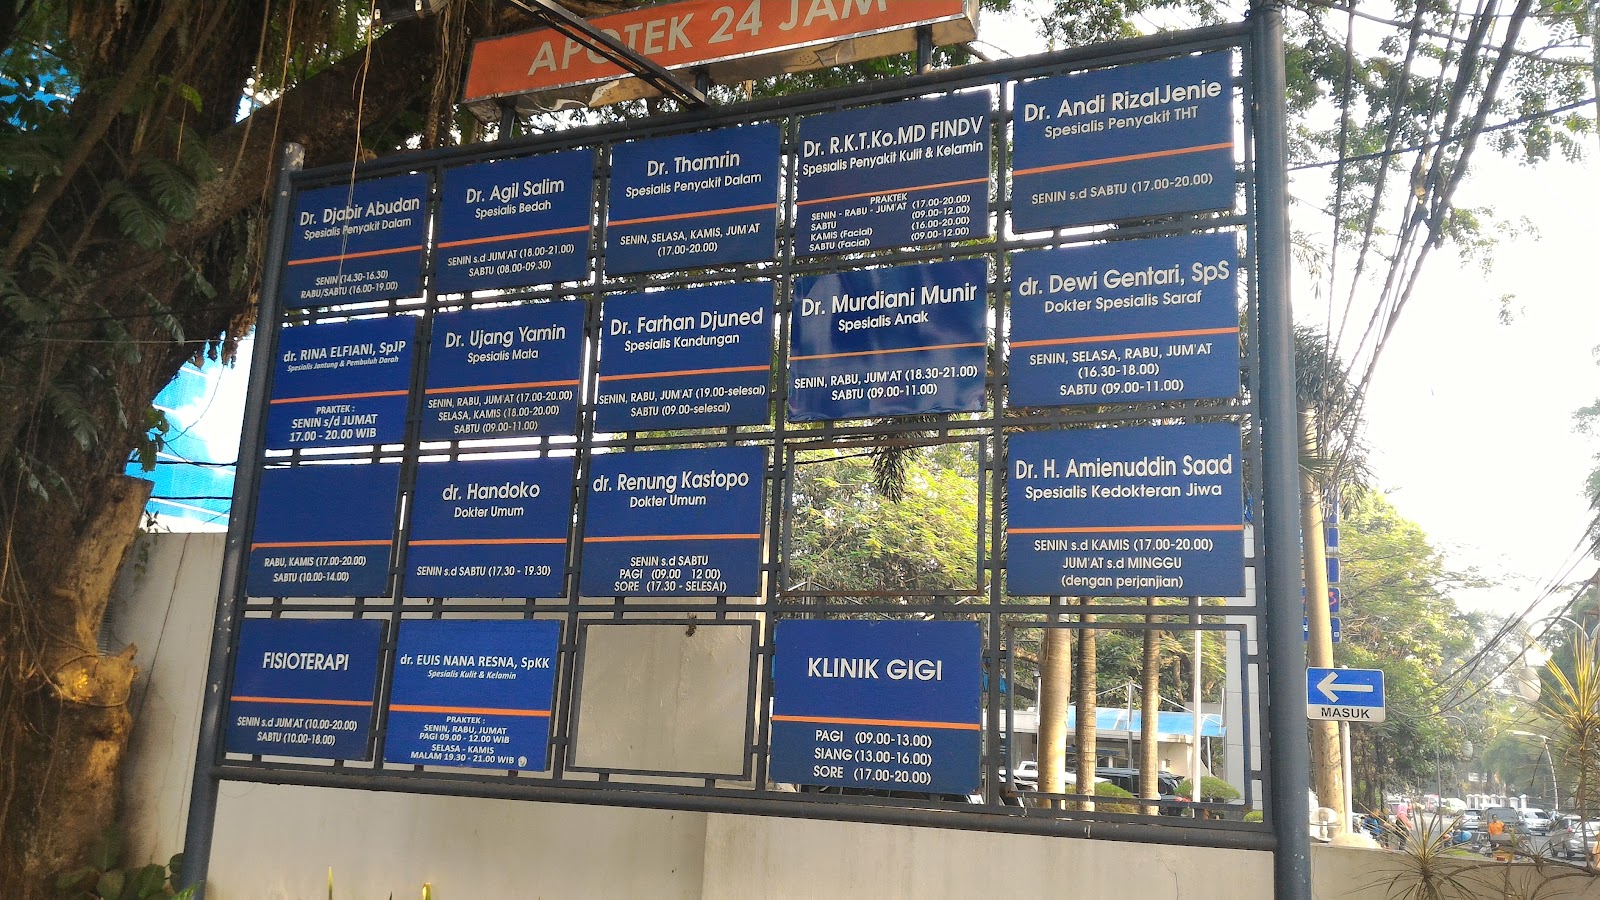 APOTEK 24 JAM
Dr. Djabir Abudan
Spesialis Penyakit Dalam
SENIN (14.30-16.30)
RABU/SABTU (16.00-19.00)
Dr. Agil Salim
Spesialis Bedah
SENIN s.d JUM'AT (18.00-21.00)
SABTU (08.00-09.30)
Dr. Thamrin
Spesialis Penyakit Dalam
SENIN, SELASA, KAMIS, JUM'AT
(17.00-20.00)
Dr. R.K.T.Ko.MD FINDV
Spesialis Penyakit Kulit & Kelamin
PRAKTEK
SENIN - RABU - JUM'AT (17.00-20.00)
SABTU (09.00-12.00)
KAMIS (Facial) (16.00-20.00)
SABTU (Facial) (09.00-12.00)
Dr. Andi RizalJenie
Spesialis Penyakit THT
SENIN s.d SABTU (17.00-20.00)
dr. RINA ELFIANI, SpJP
Spesialis Jantung & Pembuluh Darah
PRAKTEK :
SENIN s/d JUMAT
17.00 - 20.00 WIB
Dr. Ujang Yamin
Spesialis Mata
SENIN, RABU, JUM'AT (17.00-20.00)
SELASA, KAMIS (18.00-20.00)
SABTU (09.00-11.00)
Dr. Farhan Djuned
Spesialis Kandungan
SENIN, RABU, JUM'AT (19.00-selesai)
SABTU (09.00-selesai)
Dr. Murdiani Munir
Spesialis Anak
SENIN, RABU, JUM'AT (18.30-21.00)
SABTU (09.00-11.00)
dr. Dewi Gentari, SpS
Dokter Spesialis Saraf
SENIN, SELASA, RABU, JUM'AT
(16.30-18.00)
SABTU (09.00-11.00)
RABU, KAMIS (17.00-20.00)
SABTU (10.00-14.00)
dr. Handoko
Dokter Umum
SENIN s.d SABTU (17.30 - 19.30)
dr. Renung Kastopo
Dokter Umum
SENIN s.d SABTU
PAGI (09.00 12 00)
SORE (17.30 - SELESAI)
Dr. H. Amienuddin Saad
Spesialis Kedokteran Jiwa
SENIN s.d KAMIS (17.00-20.00)
JUM'AT s.d MINGGU
(dengan perjanjian)
FISIOTERAPI
SENIN s.d JUM'AT (10.00-20.00)
SABTU (10.00-18.00)
dr. EUIS NANA RESNA, SpKK
Spesialis Kulit & Kelamin
PRAKTEK :
SENIN, RABU, JUMAT
PAGI 09.00 - 12.00 WIB
SELASA - KAMIS
MALAM 19.30 - 21.00 WIB
KLINIK GIGI
PAGI (09.00-13.00)
SIANG (13.00-16.00)
SORE (17.00-20.00)
MASUK